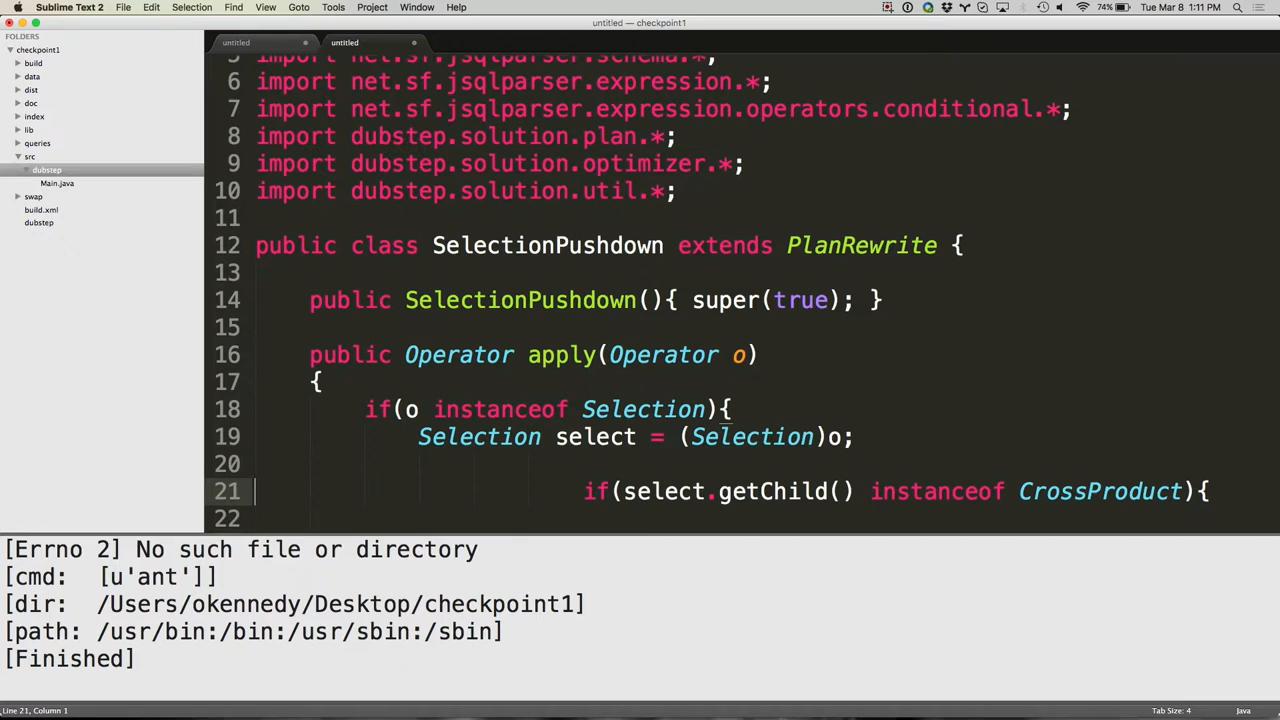 Sublime Text 2 File Edit Selection Find View Goto Tools Project Window Help 74% Tue Mar 8 1:11 PM
untitled — checkpoint1
FOLDERS
checkpoint1
build
data
dist
doc
index
lib
queries
src
dubstep
Main.java
swap
build.xml
dubstep
untitled untitled
5 import net.sf.jsqlparser.schema.*;
6 import net.sf.jsqlparser.expression.*;
7 import net.sf.jsqlparser.expression.operators.conditional.*;
8 import dubstep.solution.plan.*;
9 import dubstep.solution.optimizer.*;
10 import dubstep.solution.util.*;
11
12 public class SelectionPushdown extends PlanRewrite {
13
14 public SelectionPushdown(){ super(true); }
15
16 public Operator apply(Operator o)
17 {
18 if(o instanceof Selection){
19 Selection select = (Selection)o;
20
21 if(select.getChild() instanceof CrossProduct){
22
[Errno 2] No such file or directory
[cmd: [u'ant']]
[dir: /Users/okennedy/Desktop/checkpoint1]
[path: /usr/bin:/bin:/usr/sbin:/sbin]
[Finished]
Line 21, Column 1 Tab Size: 4 Java